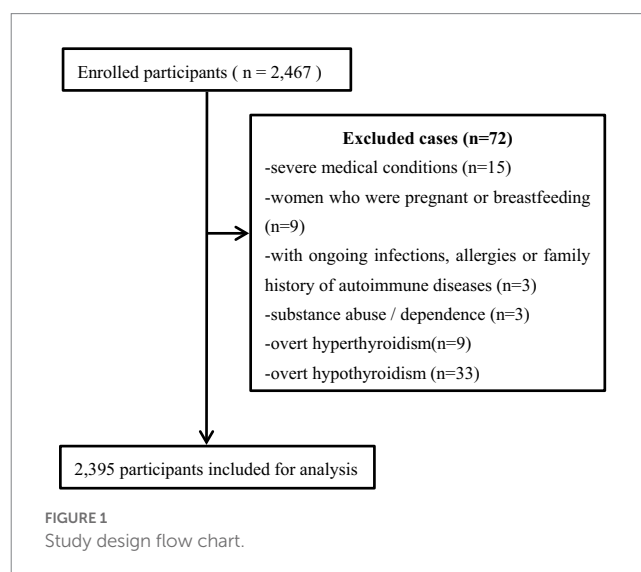 Enrolled participants ( n = 2,467 )
Excluded cases (n=72)
-severe medical conditions (n=15)
-women who were pregnant or breastfeeding
(n=9)
-with ongoing infections, allergies or family
history of autoimmune diseases (n=3)
-substance abuse / dependence (n=3)
-overt hyperthyroidism(n=9)
-overt hypothyroidism (n=33)
2,395 participants included for analysis
FIGURE 1
Study design flow chart.